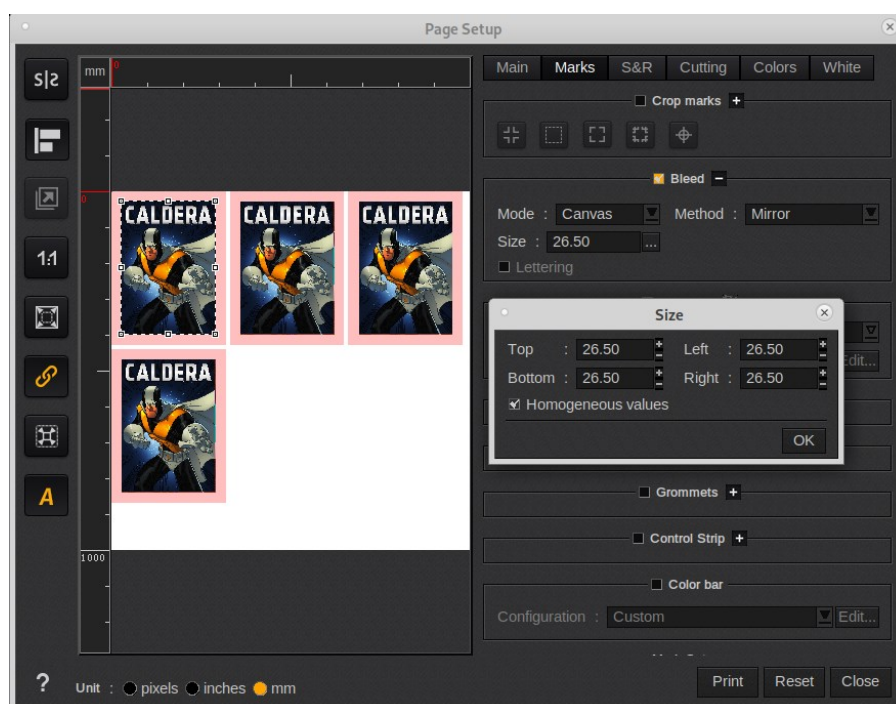 Page Setup
S|S
mm
0
Main Marks S&R Cutting Colors White
Crop marks +
Bleed −
Mode : Canvas Method : Mirror
Size : 26.50 ...
Lettering
0
1:1
CALDERA CALDERA CALDERA
Size
Top : 26.50 Left : 26.50
Bottom : 26.50 Right : 26.50
Edit...
Homogeneous values
OK
CALDERA
A
Grommets +
Control Strip +
1000
Color bar
Configuration : Custom Edit...
? Unit : pixels inches mm
Print Reset Close